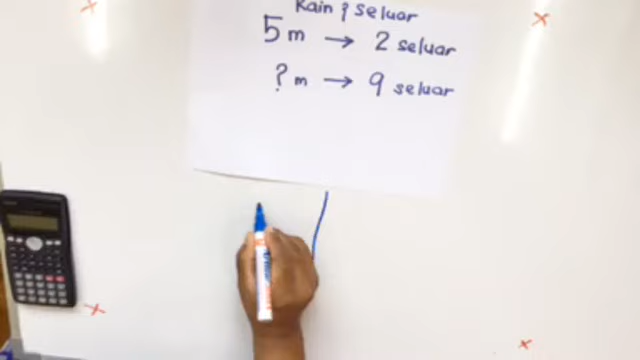 Kain & seluar
5 m → 2 seluar
? m → 9 seluar